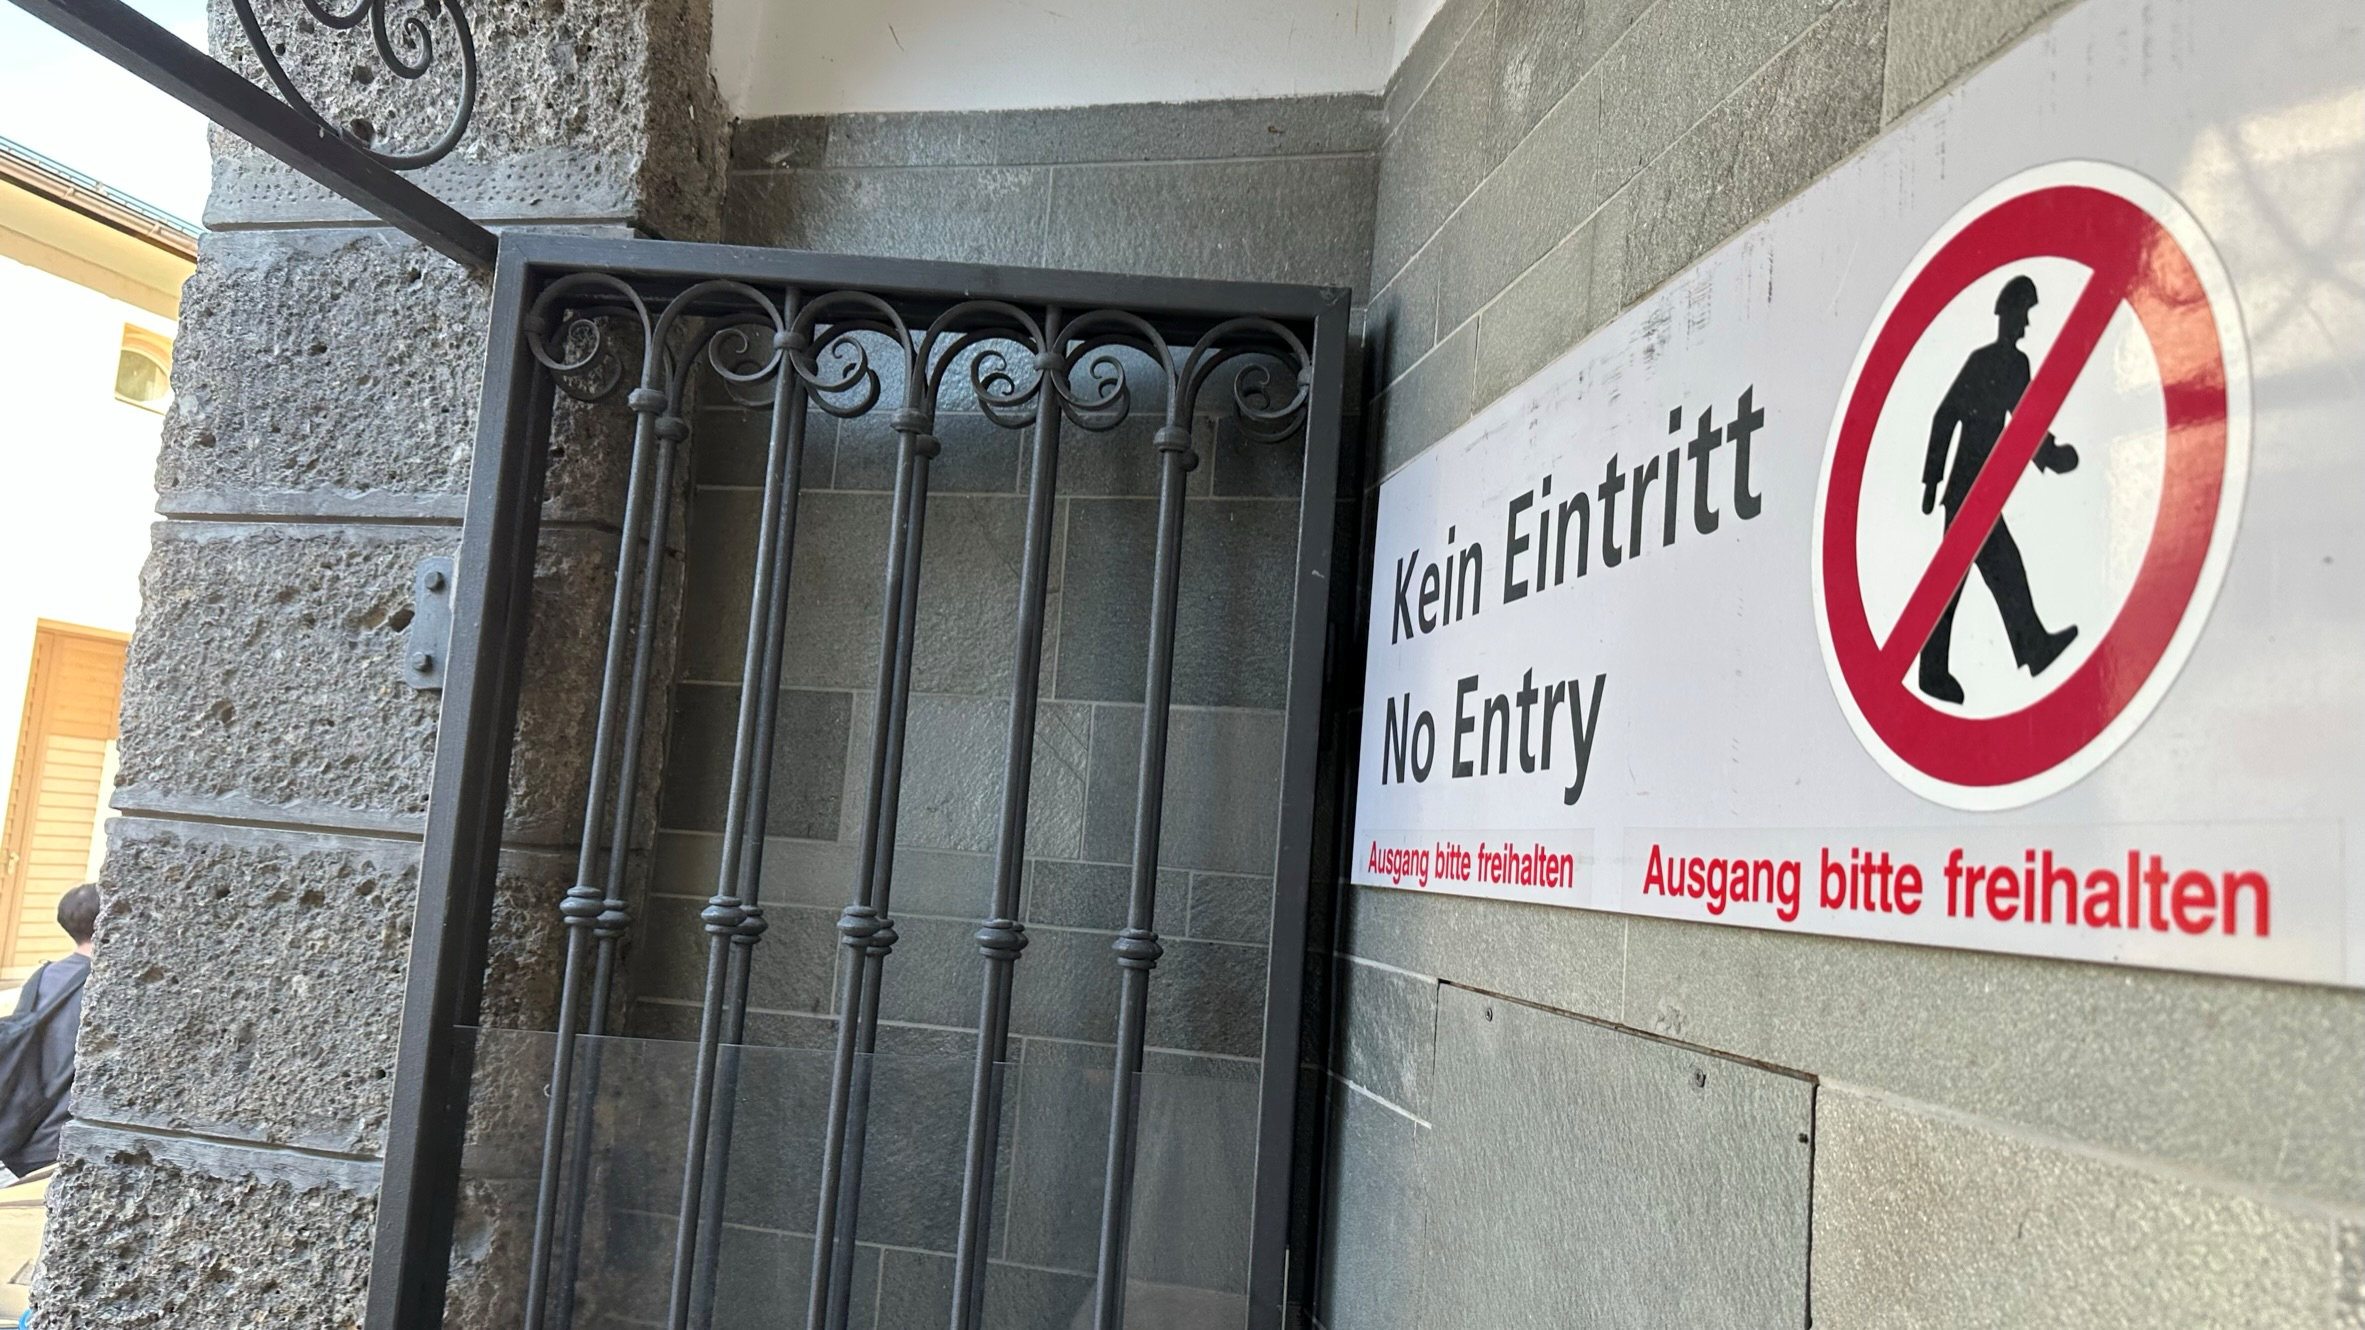 Kein Eintritt
No Entry
Ausgang bitte freihalten
Ausgang bitte freihalten